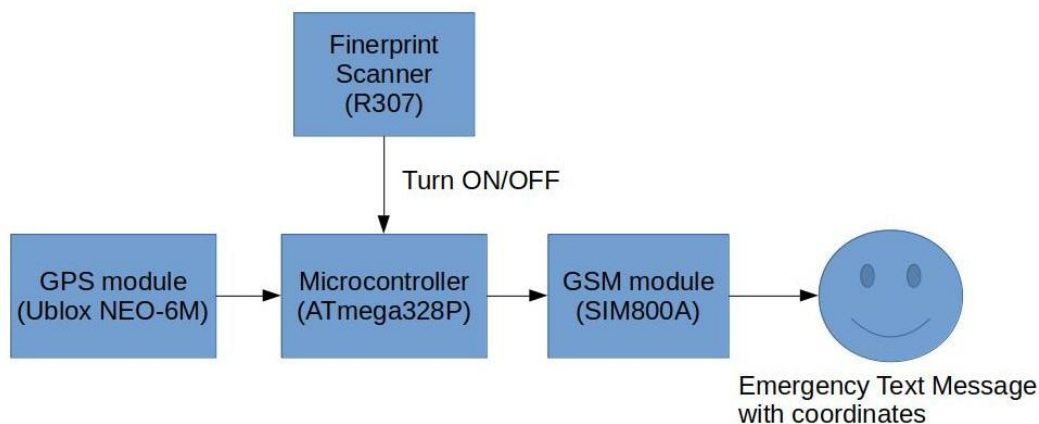 Finerprint
Scanner
(R307)
Turn ON/OFF
GPS module
(Ublox NEO-6M)
Microcontroller
(ATmega328P)
GSM module
(SIM800A)
Emergency Text Message
with coordinates